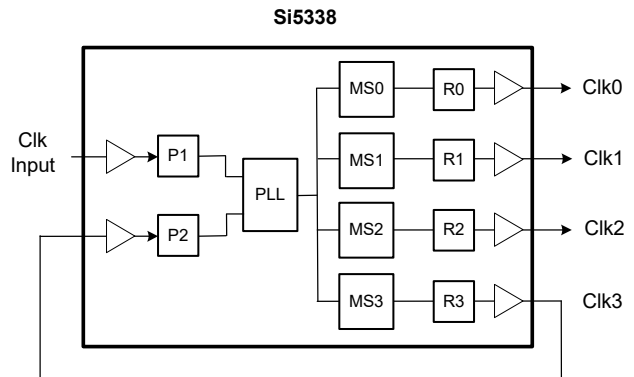 Si5338
MS0
R0
Clk0
Clk
Input
P1
MS1
R1
Clk1
PLL
P2
MS2
R2
Clk2
MS3
R3
Clk3